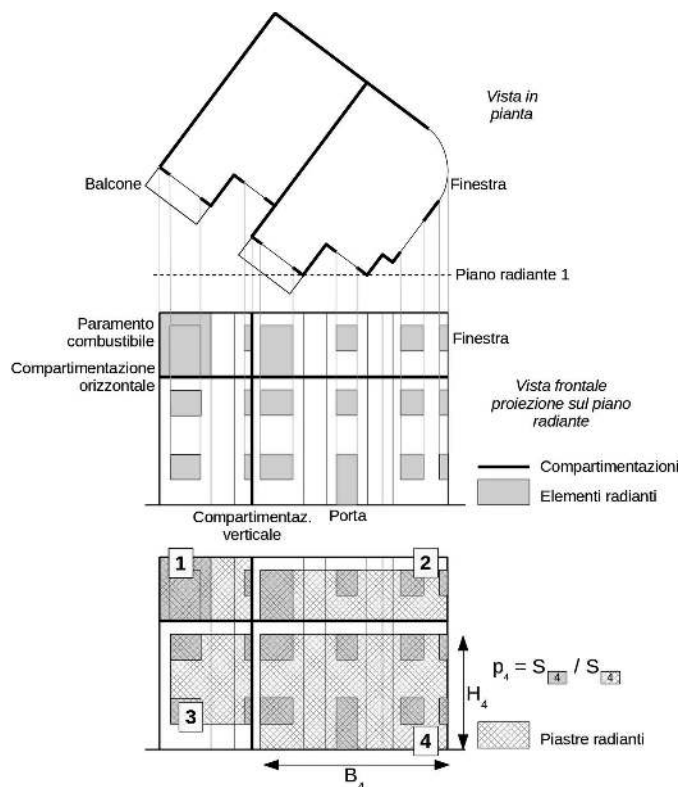 Vista in
pianta
Balcone
Finestra
Piano radiante 1
Paramento
combustibile
Finestra
Compartimentazione
orizzontale
Vista frontale
proiezione sul piano
radiante
Compartimentazioni
Elementi radianti
Compartimentaz.
verticale
Porta
1
2
p4 = S4 / S4
H4
3
Piastre radianti
4
B4